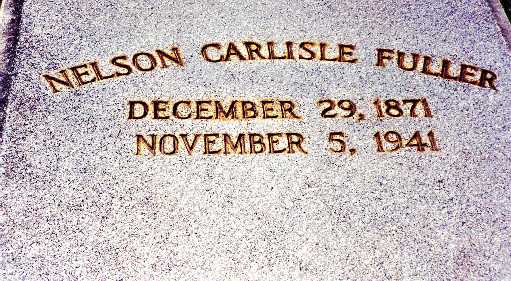 NELSON CARLISLE FULLER
DECEMBER 29, 1871
NOVEMBER 5, 1941